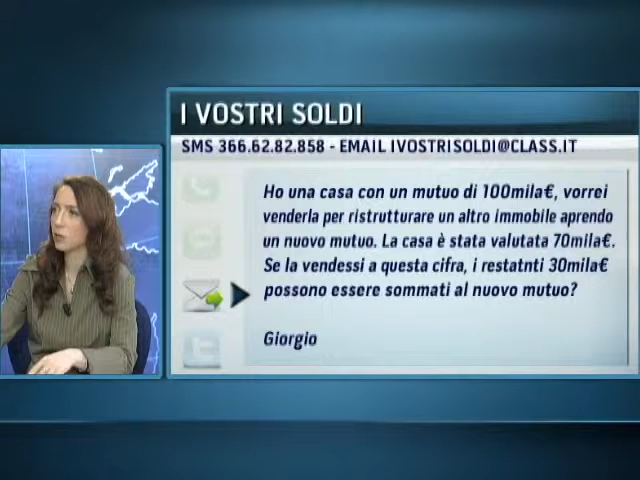 I VOSTRI SOLDI
SMS 366.62.82.858 - EMAIL IVOSTRISOLDI@CLASS.IT
Ho una casa con un mutuo di 100mila€, vorrei
venderla per ristrutturare un altro immobile aprendo
un nuovo mutuo. La casa è stata valutata 70mila€.
Se la vendessi a questa cifra, i restatnti 30mila€
possono essere sommati al nuovo mutuo?
Giorgio